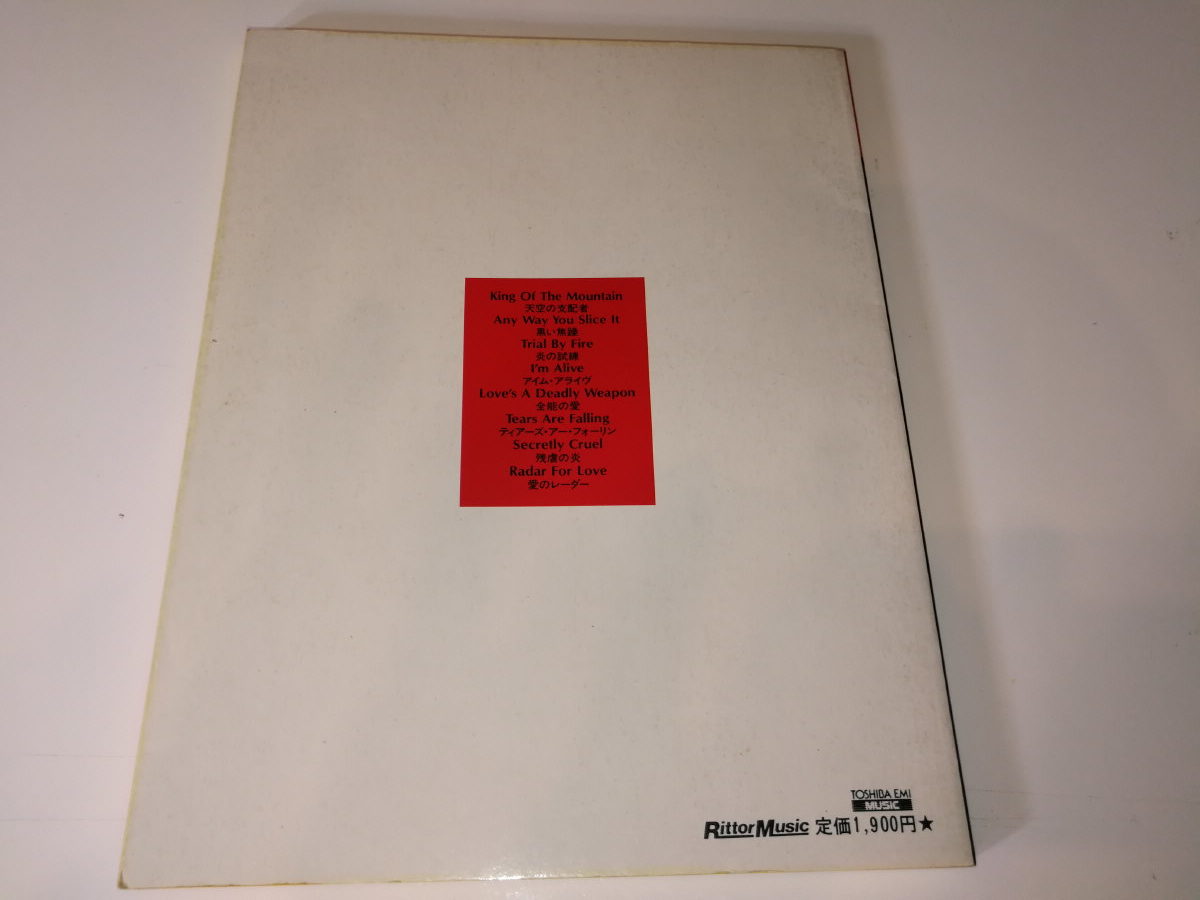 King Of The Mountain
天空の支配者
Any Way You Slice It
黒い焦躁
Trial By Fire
炎の試練
I'm Alive
アイム・アライヴ
Love's A Deadly Weapon
全能の愛
Tears Are Falling
ティアーズ・アー・フォーリン
Secretly Cruel
残虐の炎
Radar For Love
愛のレーダー
TOSHIBA EMI
MUSIC
RittorMusic 定価1,900円★